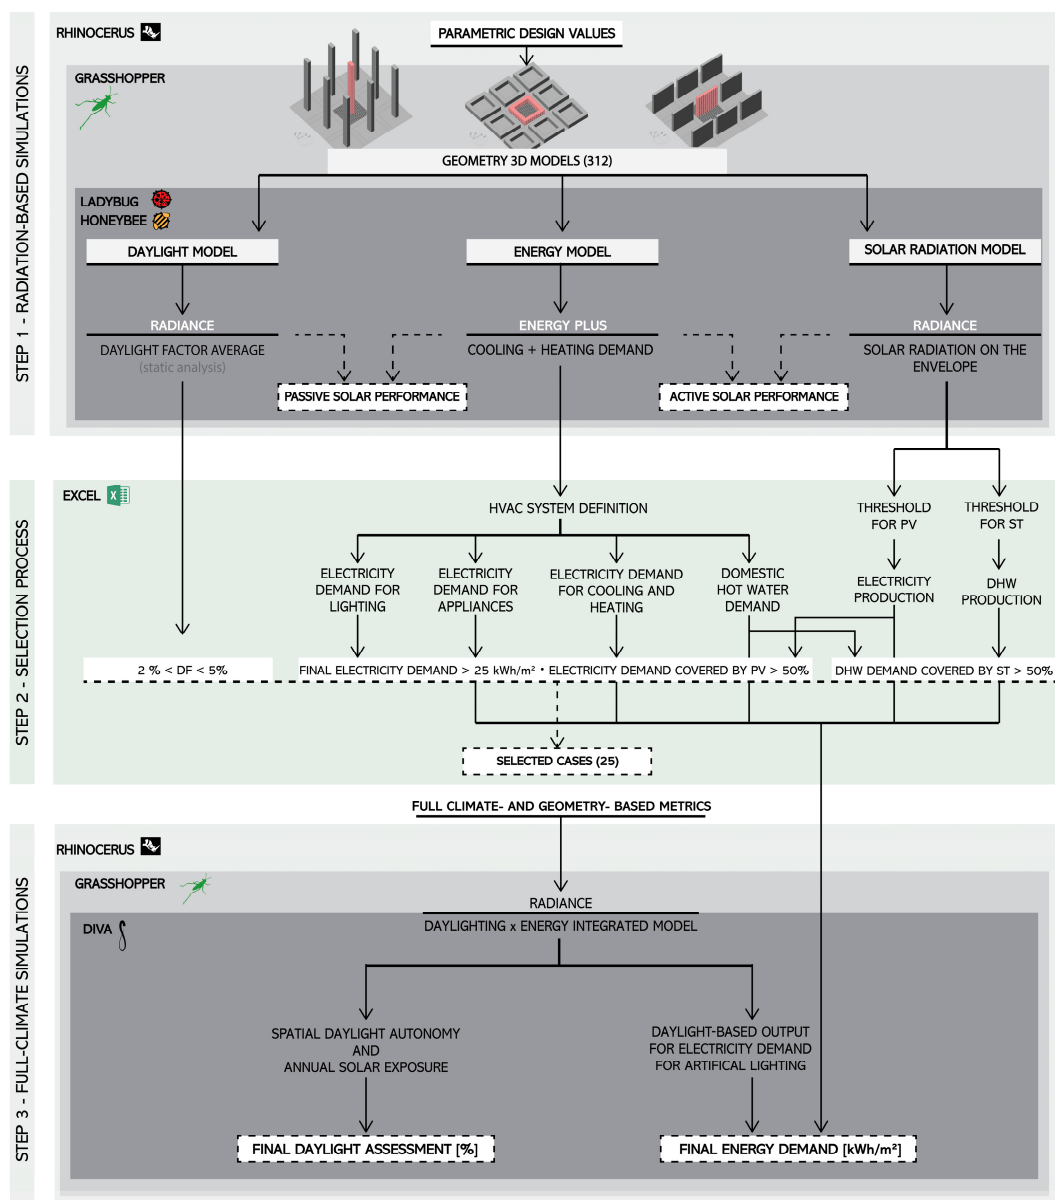 STEP 1 - RADIATION-BASED SIMULATIONS
RHINOCERUS
PARAMETRIC DESIGN VALUES
GRASSHOPPER
GEOMETRY 3D MODELS (312)
LADYBUG
HONEYBEE
DAYLIGHT MODEL
ENERGY MODEL
SOLAR RADIATION MODEL
RADIANCE
DAYLIGHT FACTOR AVERAGE
(static analysis)
ENERGY PLUS
COOLING + HEATING DEMAND
RADIANCE
SOLAR RADIATION ON THE
ENVELOPE
PASSIVE SOLAR PERFORMANCE
ACTIVE SOLAR PERFORMANCE
STEP 2 - SELECTION PROCESS
EXCEL
HVAC SYSTEM DEFINITION
THRESHOLD
FOR PV
THRESHOLD
FOR ST
ELECTRICITY
DEMAND FOR
LIGHTING
ELECTRICITY
DEMAND FOR
APPLIANCES
ELECTRICITY DEMAND
FOR COOLING AND
HEATING
DOMESTIC
HOT WATER
DEMAND
ELECTRICITY
PRODUCTION
DHW
PRODUCTION
2 % < DF < 5%
FINAL ELECTRICITY DEMAND > 25 kWh/m² • ELECTRICITY DEMAND COVERED BY PV > 50%
DHW DEMAND COVERED BY ST > 50%
SELECTED CASES (25)
FULL CLIMATE- AND GEOMETRY- BASED METRICS
STEP 3 - FULL-CLIMATE SIMULATIONS
RHINOCERUS
GRASSHOPPER
DIVA
RADIANCE
DAYLIGHTING x ENERGY INTEGRATED MODEL
SPATIAL DAYLIGHT AUTONOMY
AND
ANNUAL SOLAR EXPOSURE
DAYLIGHT-BASED OUTPUT
FOR ELECTRICITY DEMAND
FOR ARTIFICAL LIGHTING
FINAL DAYLIGHT ASSESSMENT [%]
FINAL ENERGY DEMAND [kWh/m²]